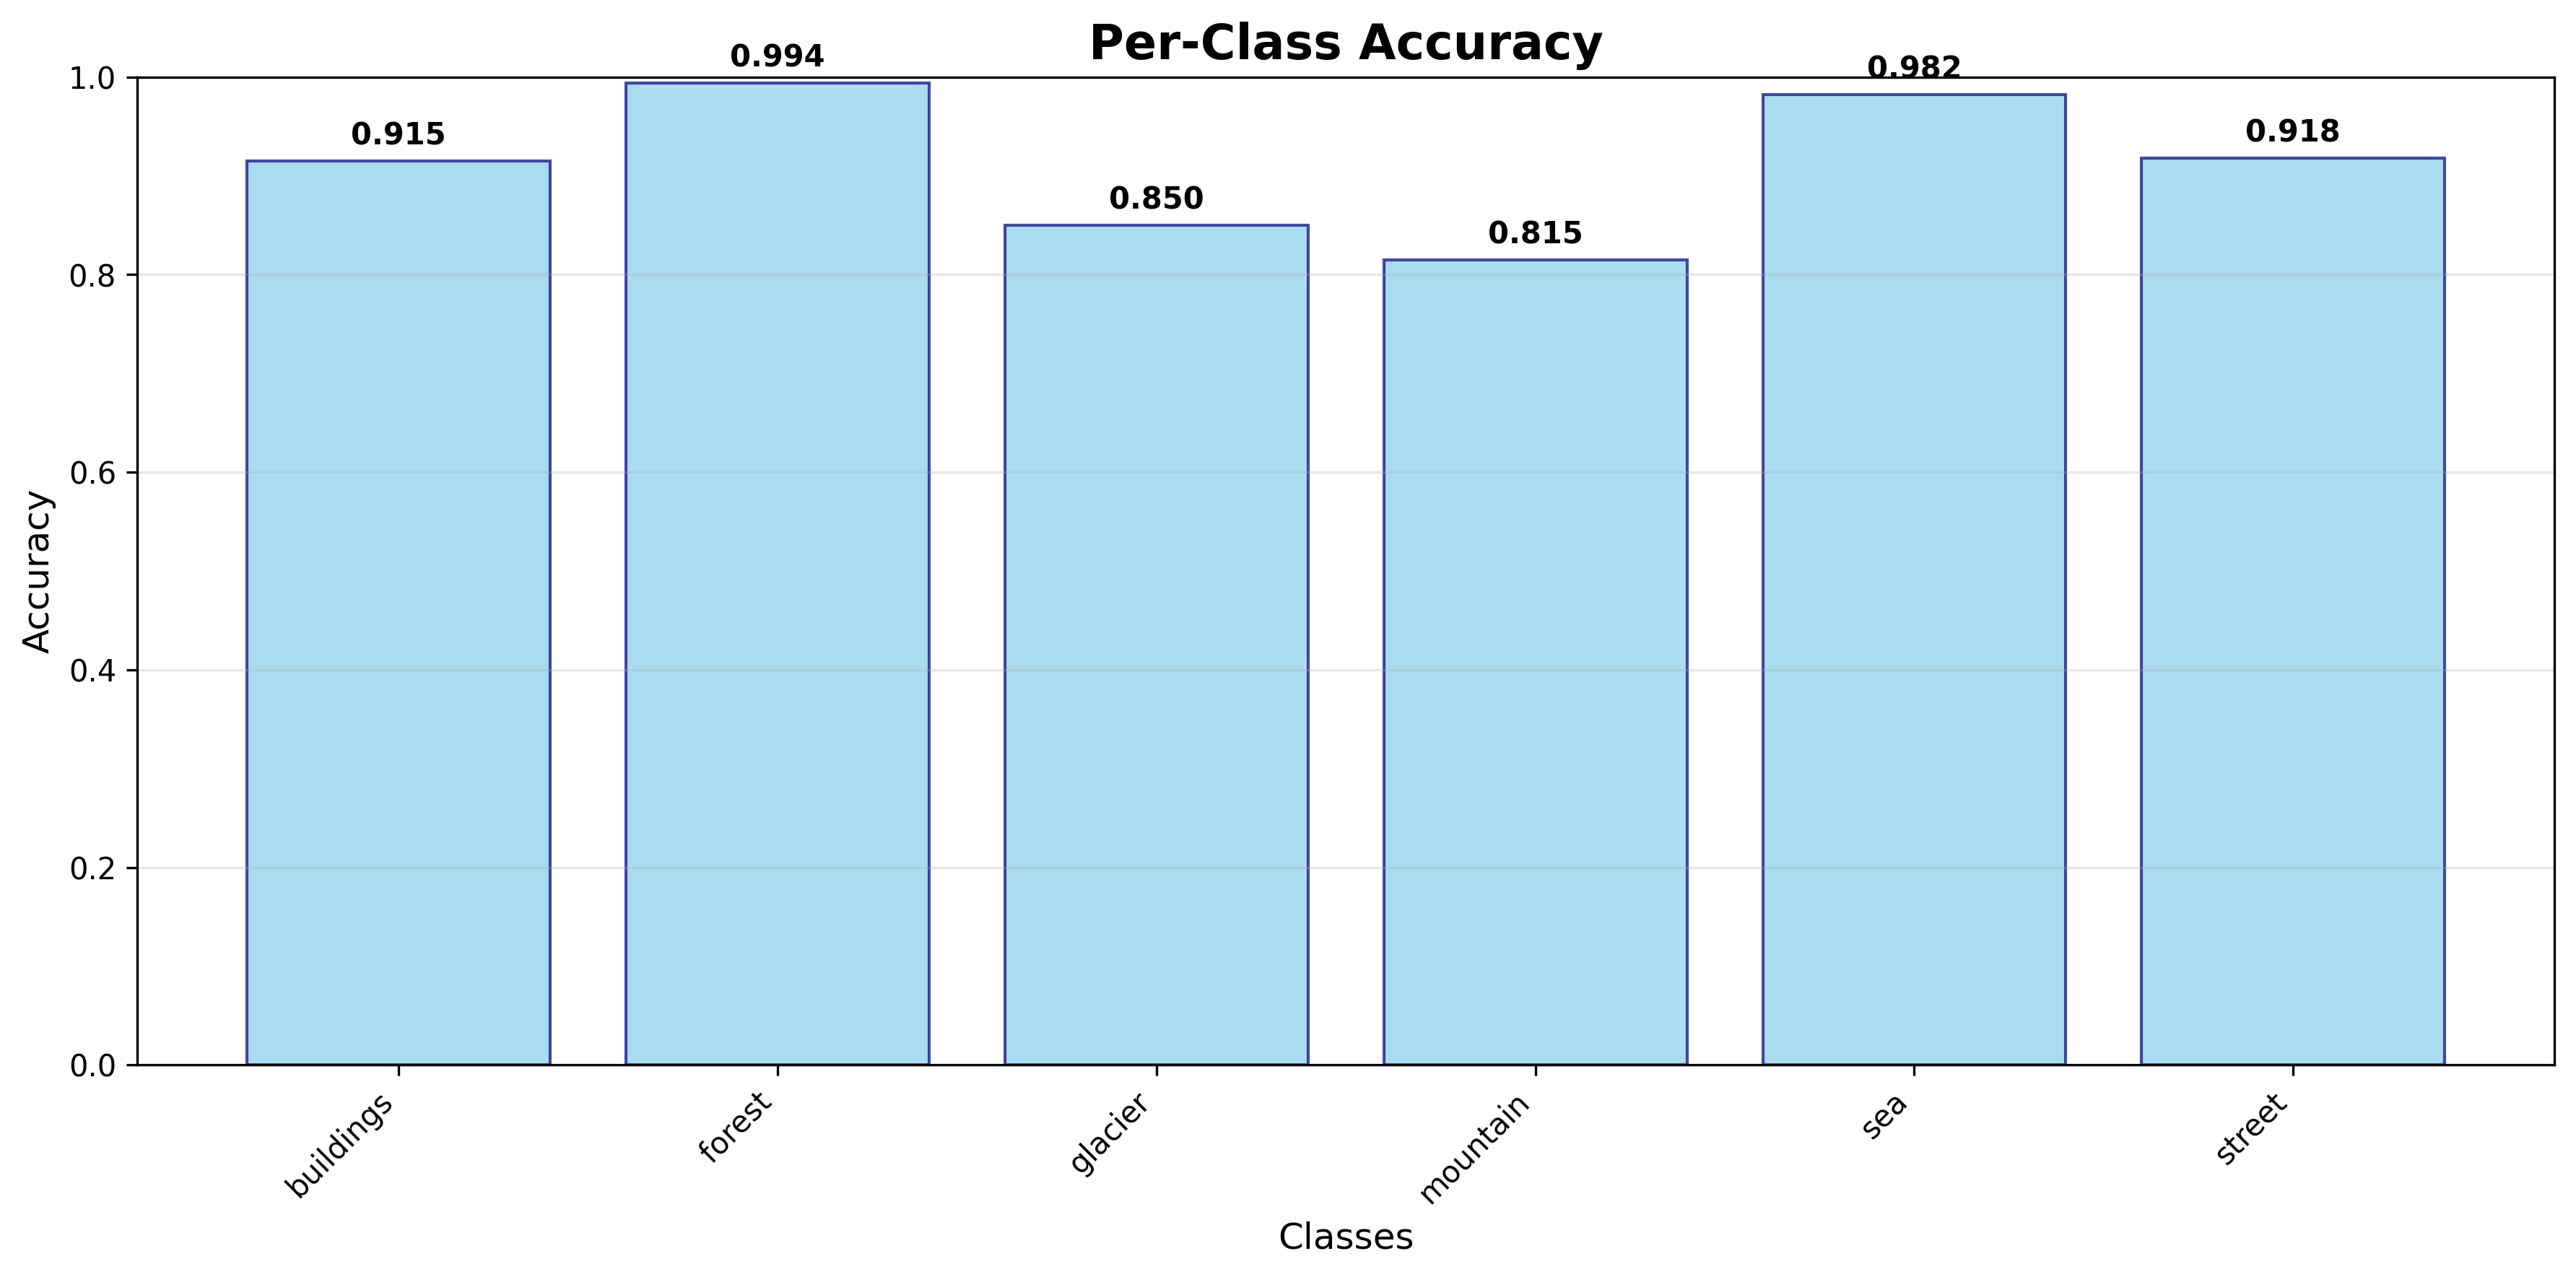 Per-Class Accuracy
0.915
0.994
0.850
0.815
0.982
0.918
1.0
0.8
0.6
0.4
0.2
0.0
Accuracy
buildings
forest
glacier
mountain
sea
street
Classes